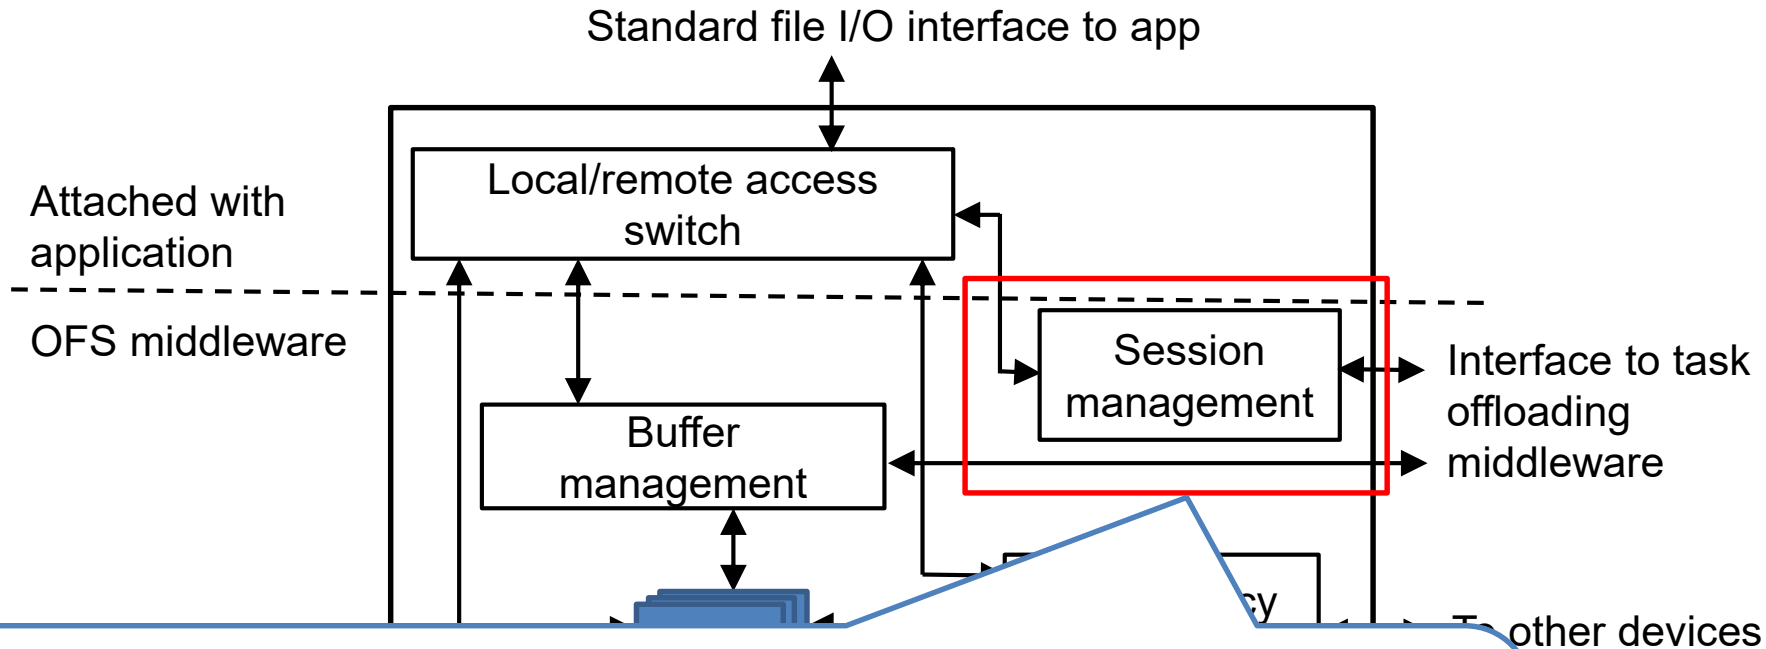 Standard file I/O interface to app
Local/remote access
switch
Attached with
application
OFS middleware
Session
management
Interface to task
offloading
middleware
Buffer
management
other devices